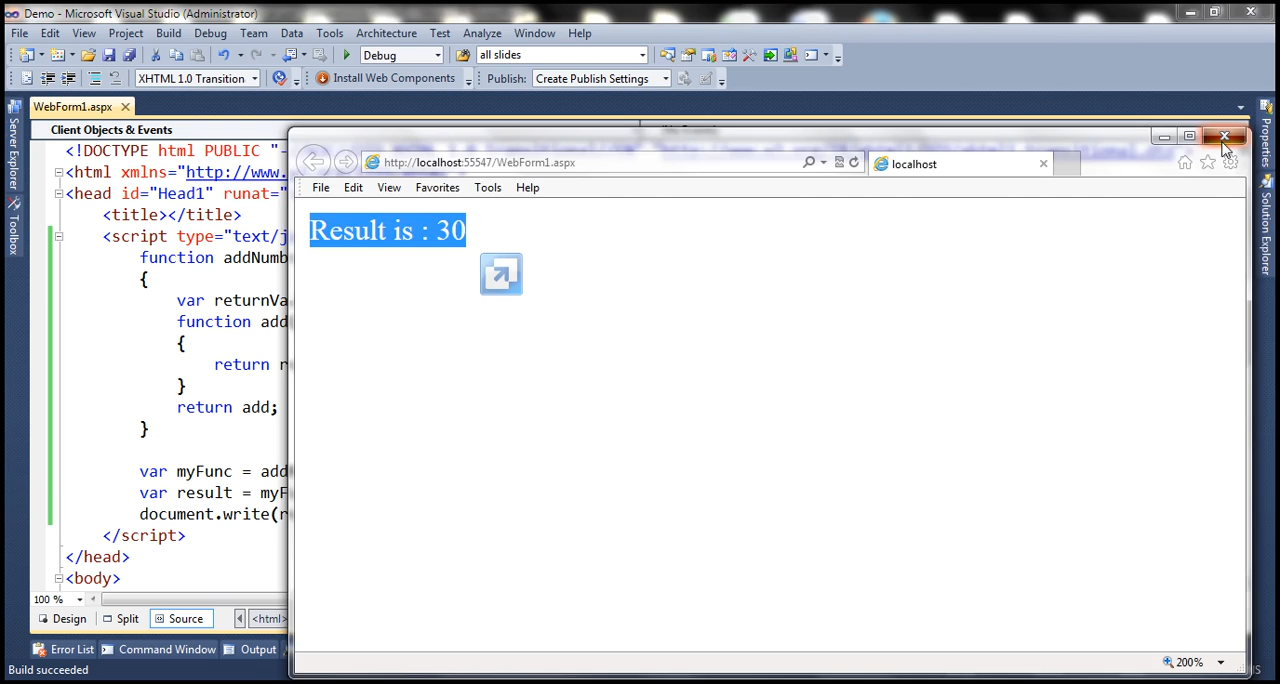 Demo - Microsoft Visual Studio (Administrator)
File Edit View Project Build Debug Team Data Tools Architecture Test Analyze Window Help
Debug all slides
XHTML 1.0 Transition Install Web Components Publish: Create Publish Settings
WebForm1.aspx
Client Objects & Events
<!DOCTYPE html PUBLIC "-
<html xmlns="http://www.
<head id="Head1" runat="
<title></title>
<script type="text/j
function addNumb
{
var returnVa
function add
{
return r
}
return add;
}
var myFunc = add
var result = myF
document.write(r
</script>
</head>
<body>
100 %
Design Split Source <html>
Error List Command Window Output
Build succeeded
Server Explorer
Toolbox
Properties
Solution Explorer
http://localhost:55547/WebForm1.aspx
localhost
File Edit View Favorites Tools Help
Result is : 30
200%